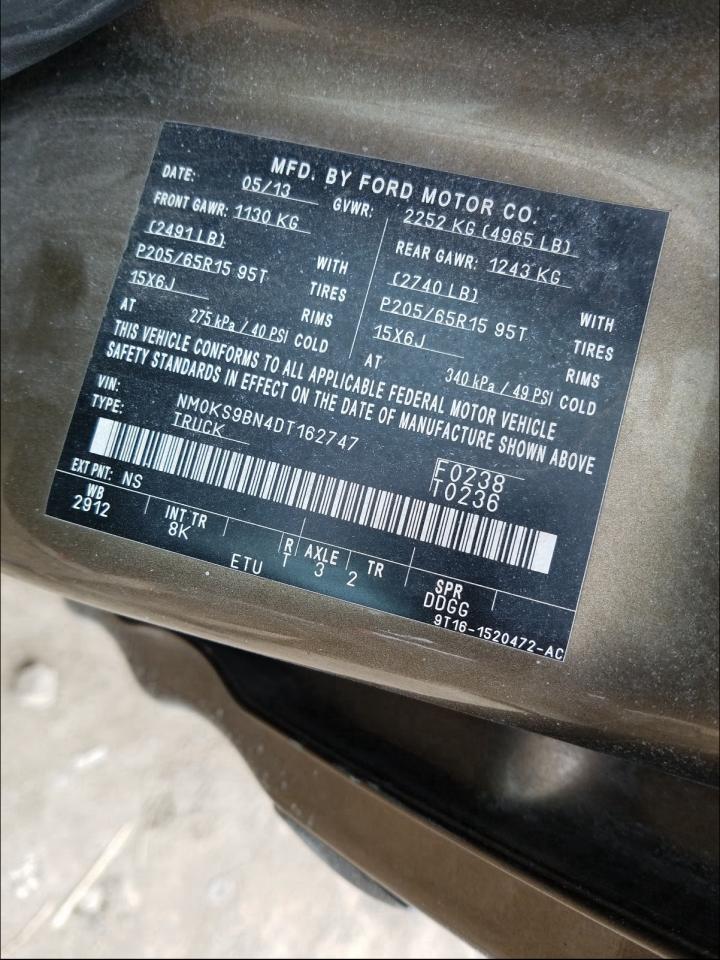 MFD. BY FORD MOTOR CO.
DATE: 05/13 GVWR: 2252 KG (4965 LB)
FRONT GAWR: 1130 KG REAR GAWR: 1243 KG
(2491 LB) WITH (2740 LB) WITH
P205/65R15 95T TIRES P205/65R15 95T TIRES
15X6J RIMS 15X6J RIMS
AT 275 kPa / 40 PSI COLD AT 340 kPa / 49 PSI COLD
THIS VEHICLE CONFORMS TO ALL APPLICABLE FEDERAL MOTOR VEHICLE
SAFETY STANDARDS IN EFFECT ON THE DATE OF MANUFACTURE SHOWN ABOVE
VIN: NM0KS9BN4DT162747
TYPE: TRUCK
F0238
T0236
EXT PNT: NS
WB INT TR R AXLE TR SPR
2912 8K ETU T 3 2 DDGG
9T16-1520472-AC